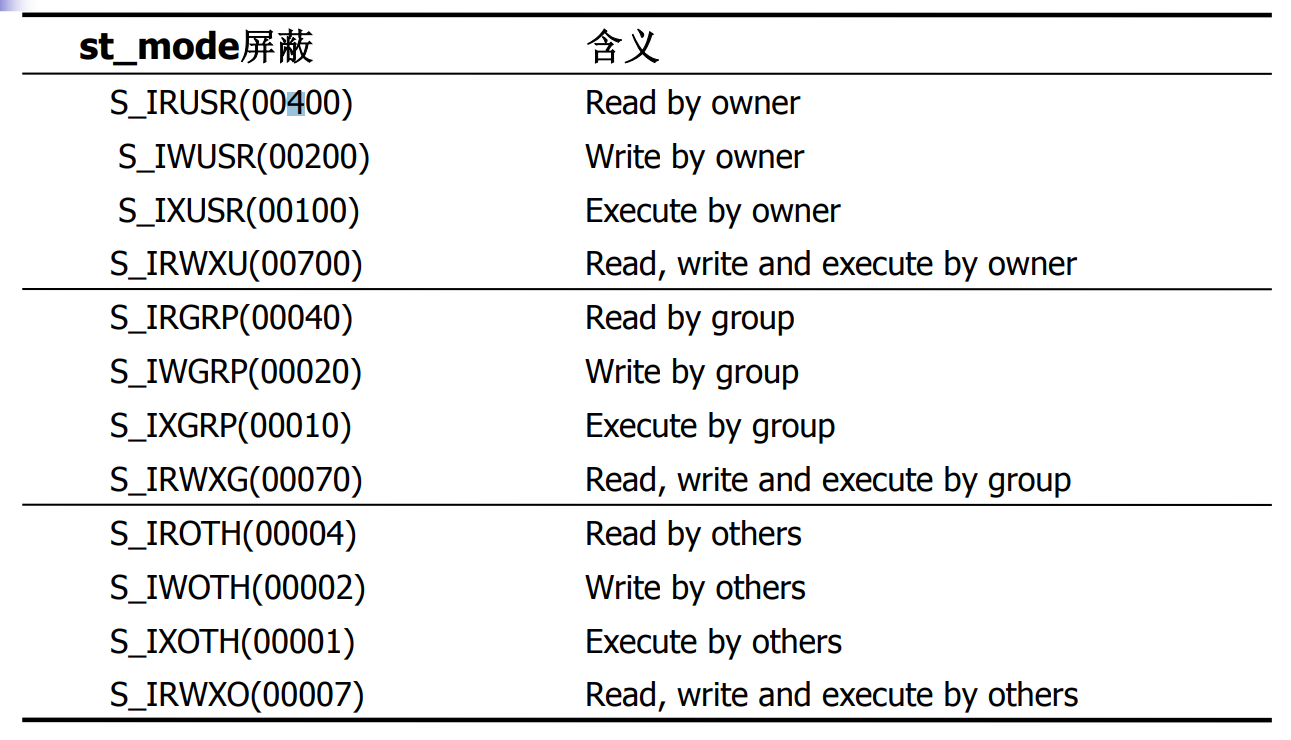 st_mode屏蔽 含义
S_IRUSR(00400) Read by owner
S_IWUSR(00200) Write by owner
S_IXUSR(00100) Execute by owner
S_IRWXU(00700) Read, write and execute by owner
S_IRGRP(00040) Read by group
S_IWGRP(00020) Write by group
S_IXGRP(00010) Execute by group
S_IRWXG(00070) Read, write and execute by group
S_IROTH(00004) Read by others
S_IWOTH(00002) Write by others
S_IXOTH(00001) Execute by others
S_IRWXO(00007) Read, write and execute by others